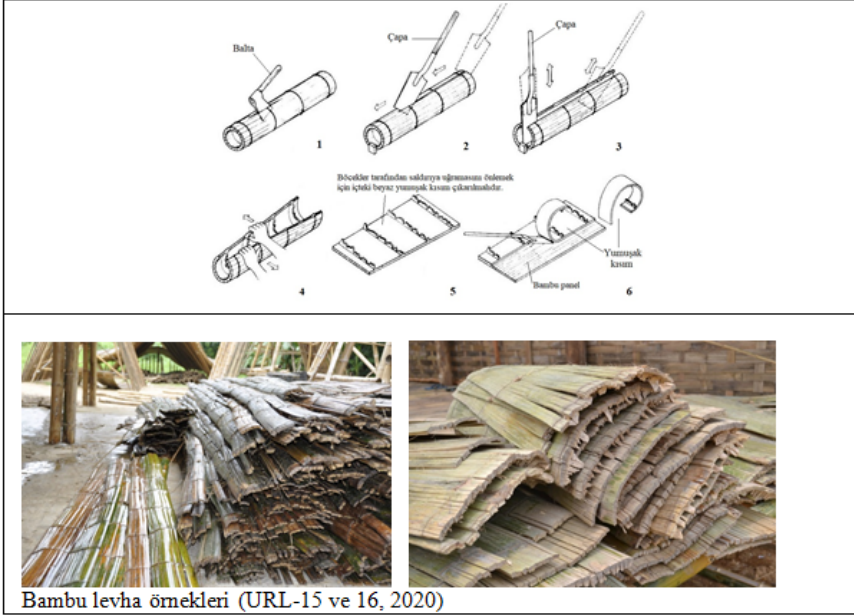 Balta
Çapa
Çapa
1
2
3
Böcekler tarafından saldırıya uğramasını önlemek
için içteki beyaz yumuşak kısım çıkarılmalıdır.
Yumuşak
kısım
Bambu panel
4
5
6
Bambu levha örnekleri (URL-15 ve 16, 2020)